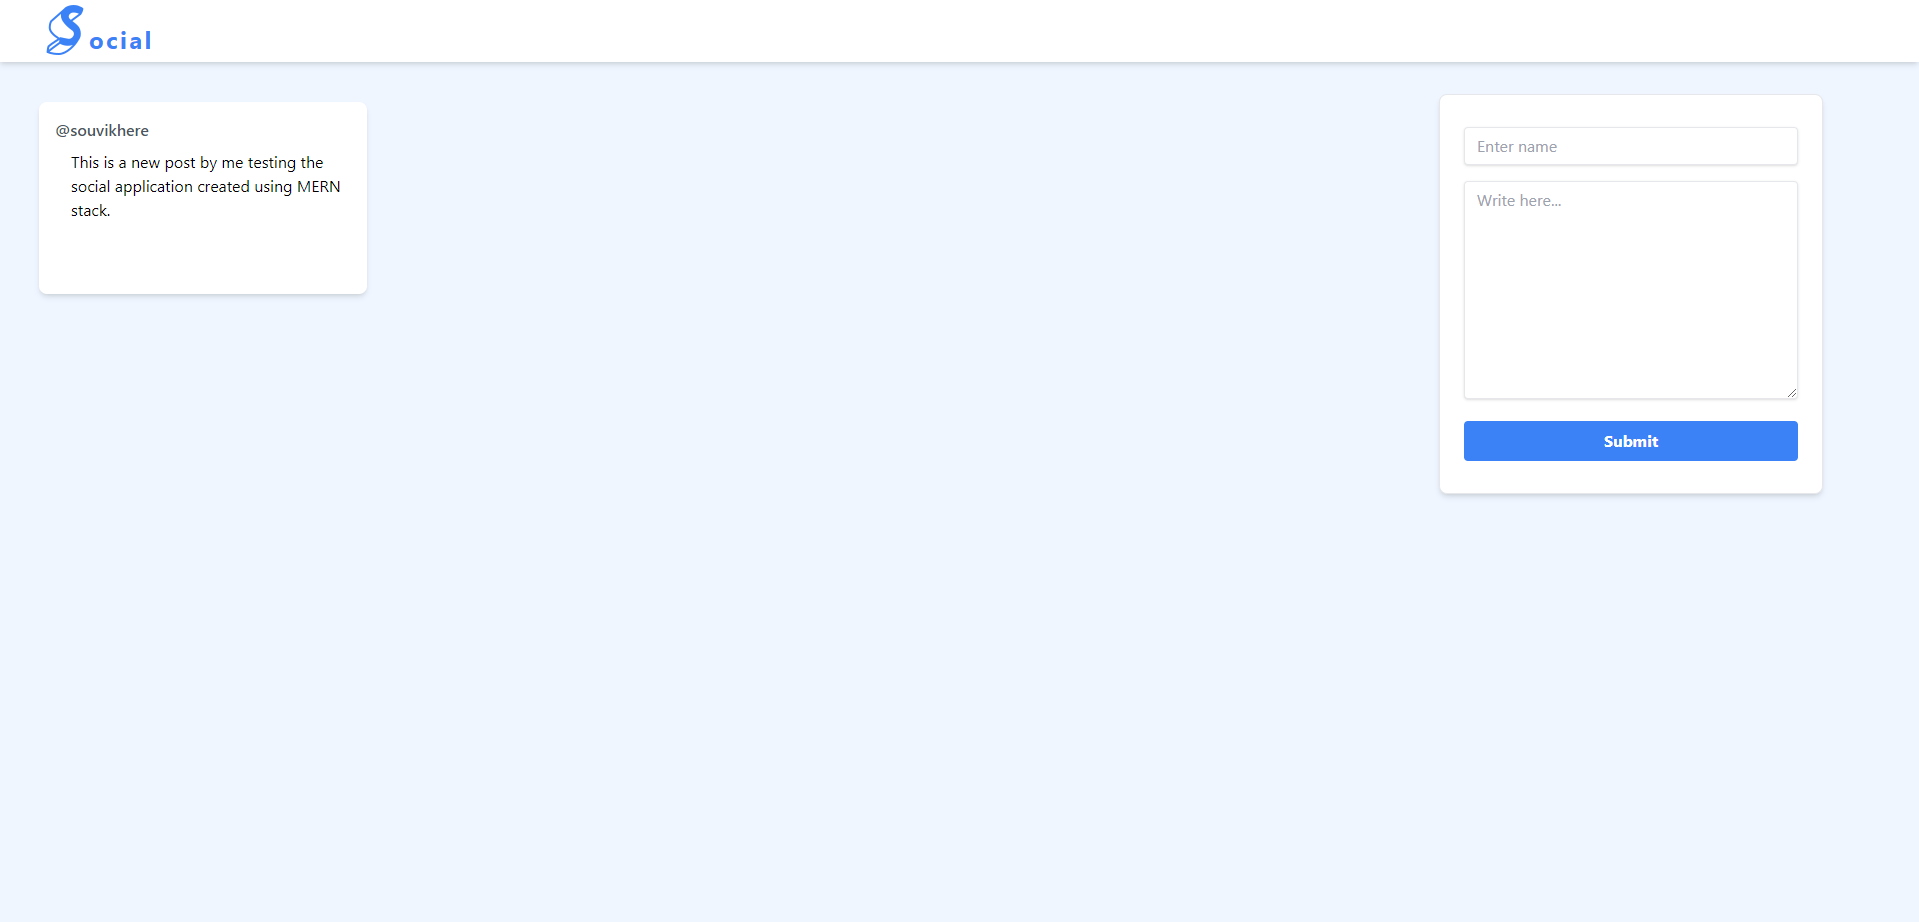 Social
@souvikhere
This is a new post by me testing the
social application created using MERN
stack.
Enter name
Write here...
Submit